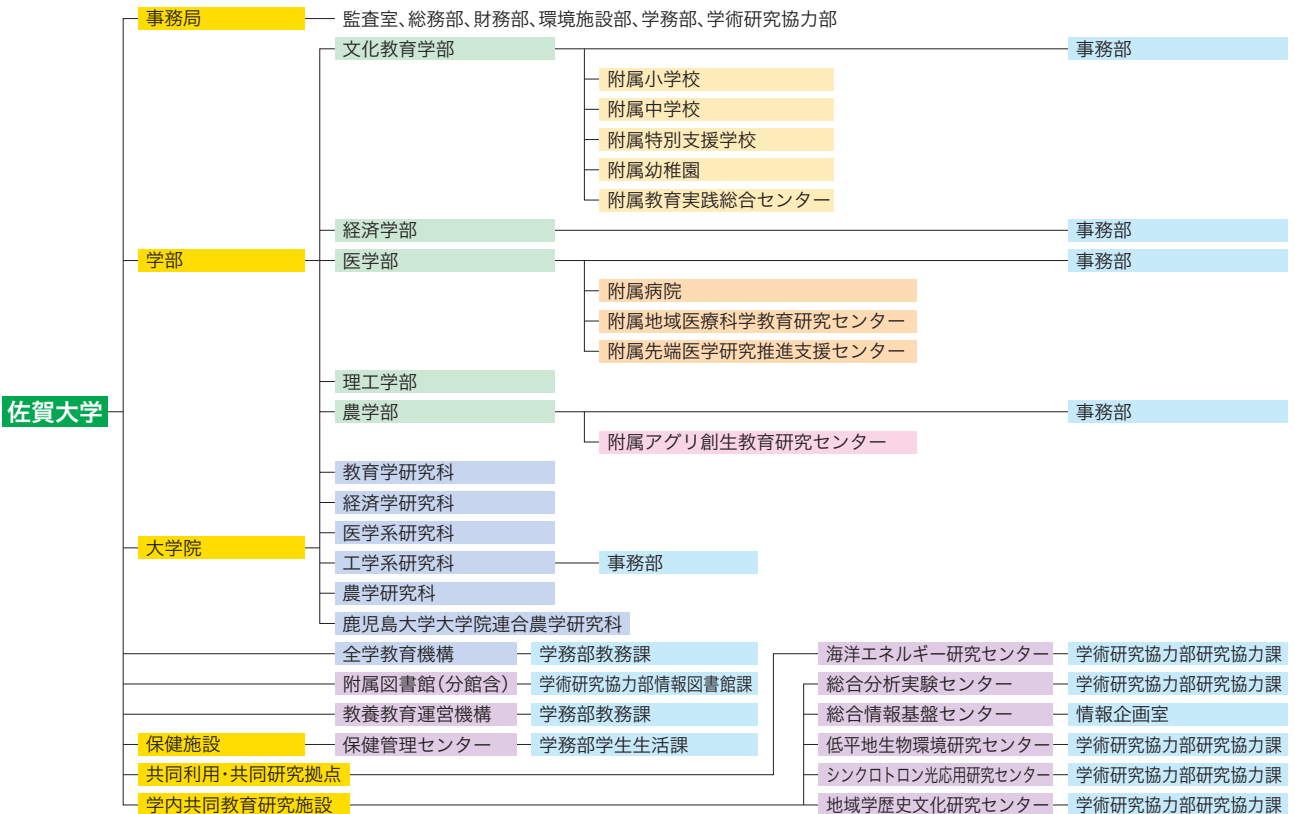 事務局
監査室、総務部、財務部、環境施設部、学務部、学術研究協力部
文化教育学部
事務部
附属小学校
附属中学校
附属特別支援学校
附属幼稚園
附属教育実践総合センター
経済学部
事務部
学部
医学部
事務部
附属病院
附属地域医療科学教育研究センター
附属先端医学研究推進支援センター
理工学部
佐賀大学
農学部
事務部
附属アグリ創生教育研究センター
教育学研究科
経済学研究科
医学系研究科
大学院
工学系研究科
事務部
農学研究科
鹿児島大学大学院連合農学研究科
全学教育機構
学務部教務課
海洋エネルギー研究センター
学術研究協力部研究協力課
附属図書館(分館含)
学術研究協力部情報図書館課
総合分析実験センター
学術研究協力部研究協力課
教養教育運営機構
学務部教務課
総合情報基盤センター
情報企画室
保健施設
保健管理センター
学務部学生生活課
低平地生物環境研究センター
学術研究協力部研究協力課
共同利用・共同研究拠点
シンクロトロン光応用研究センター
学術研究協力部研究協力課
学内共同教育研究施設
地域学歴史文化研究センター
学術研究協力部研究協力課